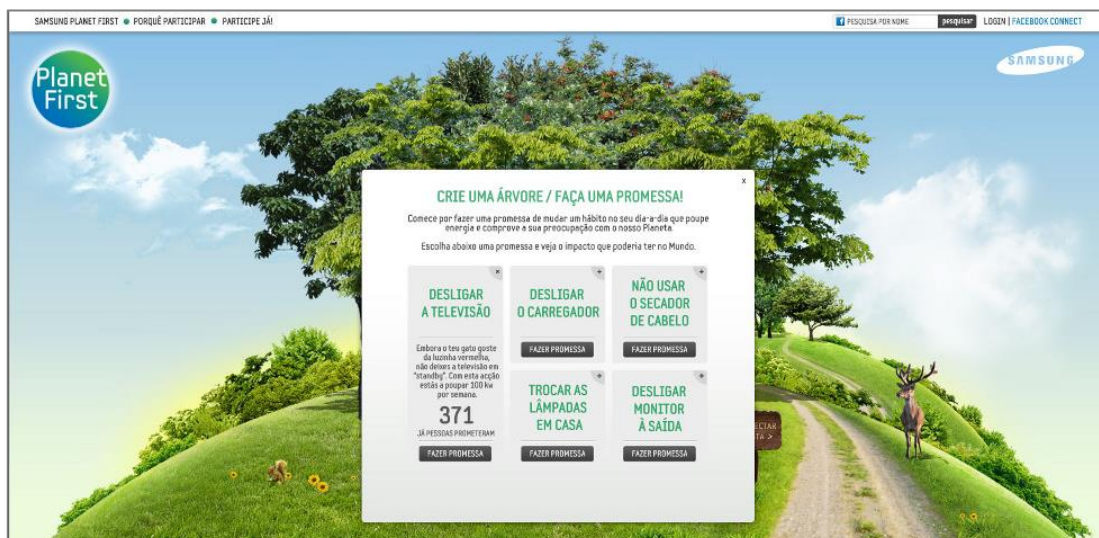 SAMSUNG PLANET FIRST ● PORQUÊ PARTICIPAR ● PARTICIPE JÁ!
PESQUISA POR NOME
pesquisar
LOGIN | FACEBOOK CONNECT
Planet
First
SAMSUNG
x
CRIE UMA ÁRVORE / FAÇA UMA PROMESSA!
Comece por fazer uma promessa de mudar um hábito no seu dia-a-dia que poupe
energia e comprove a sua preocupação com o nosso Planeta.
Escolha abaixo uma promessa e veja o impacto que poderia ter no Mundo.
DESLIGAR
A TELEVISÃO
Embora o teu gato goste
da luzinha vermelha,
não deixes a televisão em
"standby". Com esta acção
estás a poupar 100 kw
por semana.
371
JÁ PESSOAS PROMETERAM
FAZER PROMESSA
DESLIGAR
O CARREGADOR
FAZER PROMESSA
NÃO USAR
O SECADOR
DE CABELO
FAZER PROMESSA
TROCAR AS
LÂMPADAS
EM CASA
FAZER PROMESSA
DESLIGAR
MONITOR
À SAÍDA
FAZER PROMESSA